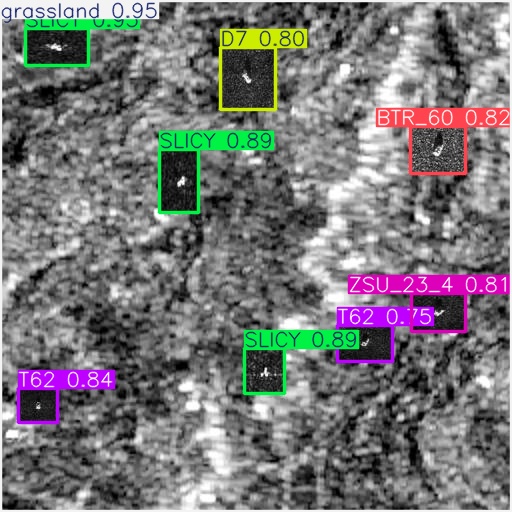 grassland 0.95
SLICY 0.95
D7 0.80
BTR_60 0.82
SLICY 0.89
ZSU_23_4 0.81
T62 0.75
SLICY 0.89
T62 0.84